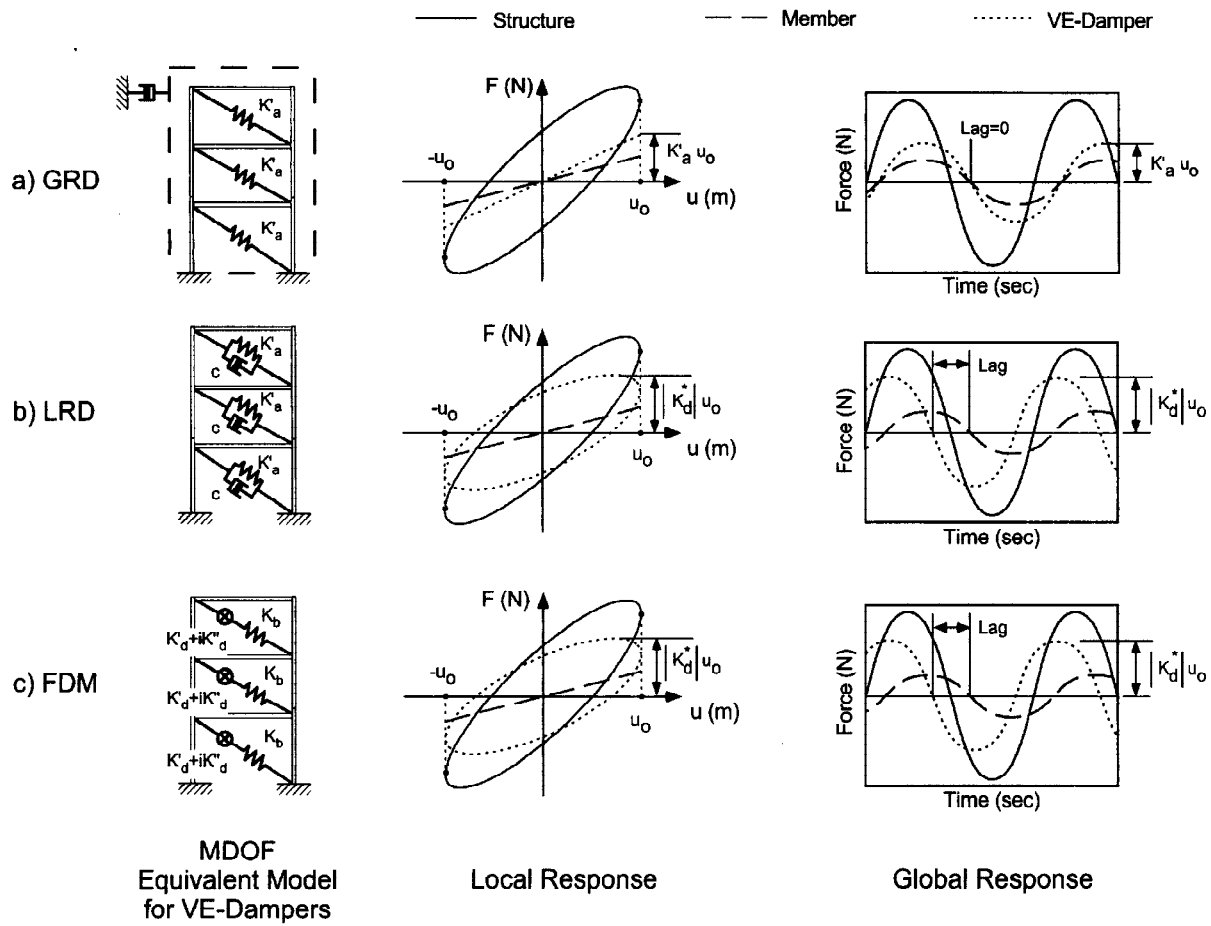 Structure
Member
VE-Damper
a) GRD
K'a
K'a
K'a
F (N)
-uo
K'a uo
uo
u (m)
Force (N)
Lag=0
K'a uo
Time (sec)
b) LRD
K'a
c
K'a
c
K'a
c
F (N)
-uo
|K*d| uo
uo
u (m)
Force (N)
Lag
|K*d| uo
Time (sec)
c) FDM
Kb
K'd+iK"d
Kb
K'd+iK"d
Kb
K'd+iK"d
F (N)
-uo
|K*d| uo
uo
u (m)
Force (N)
Lag
|K*d| uo
Time (sec)
MDOF
Equivalent Model
for VE-Dampers
Local Response
Global Response